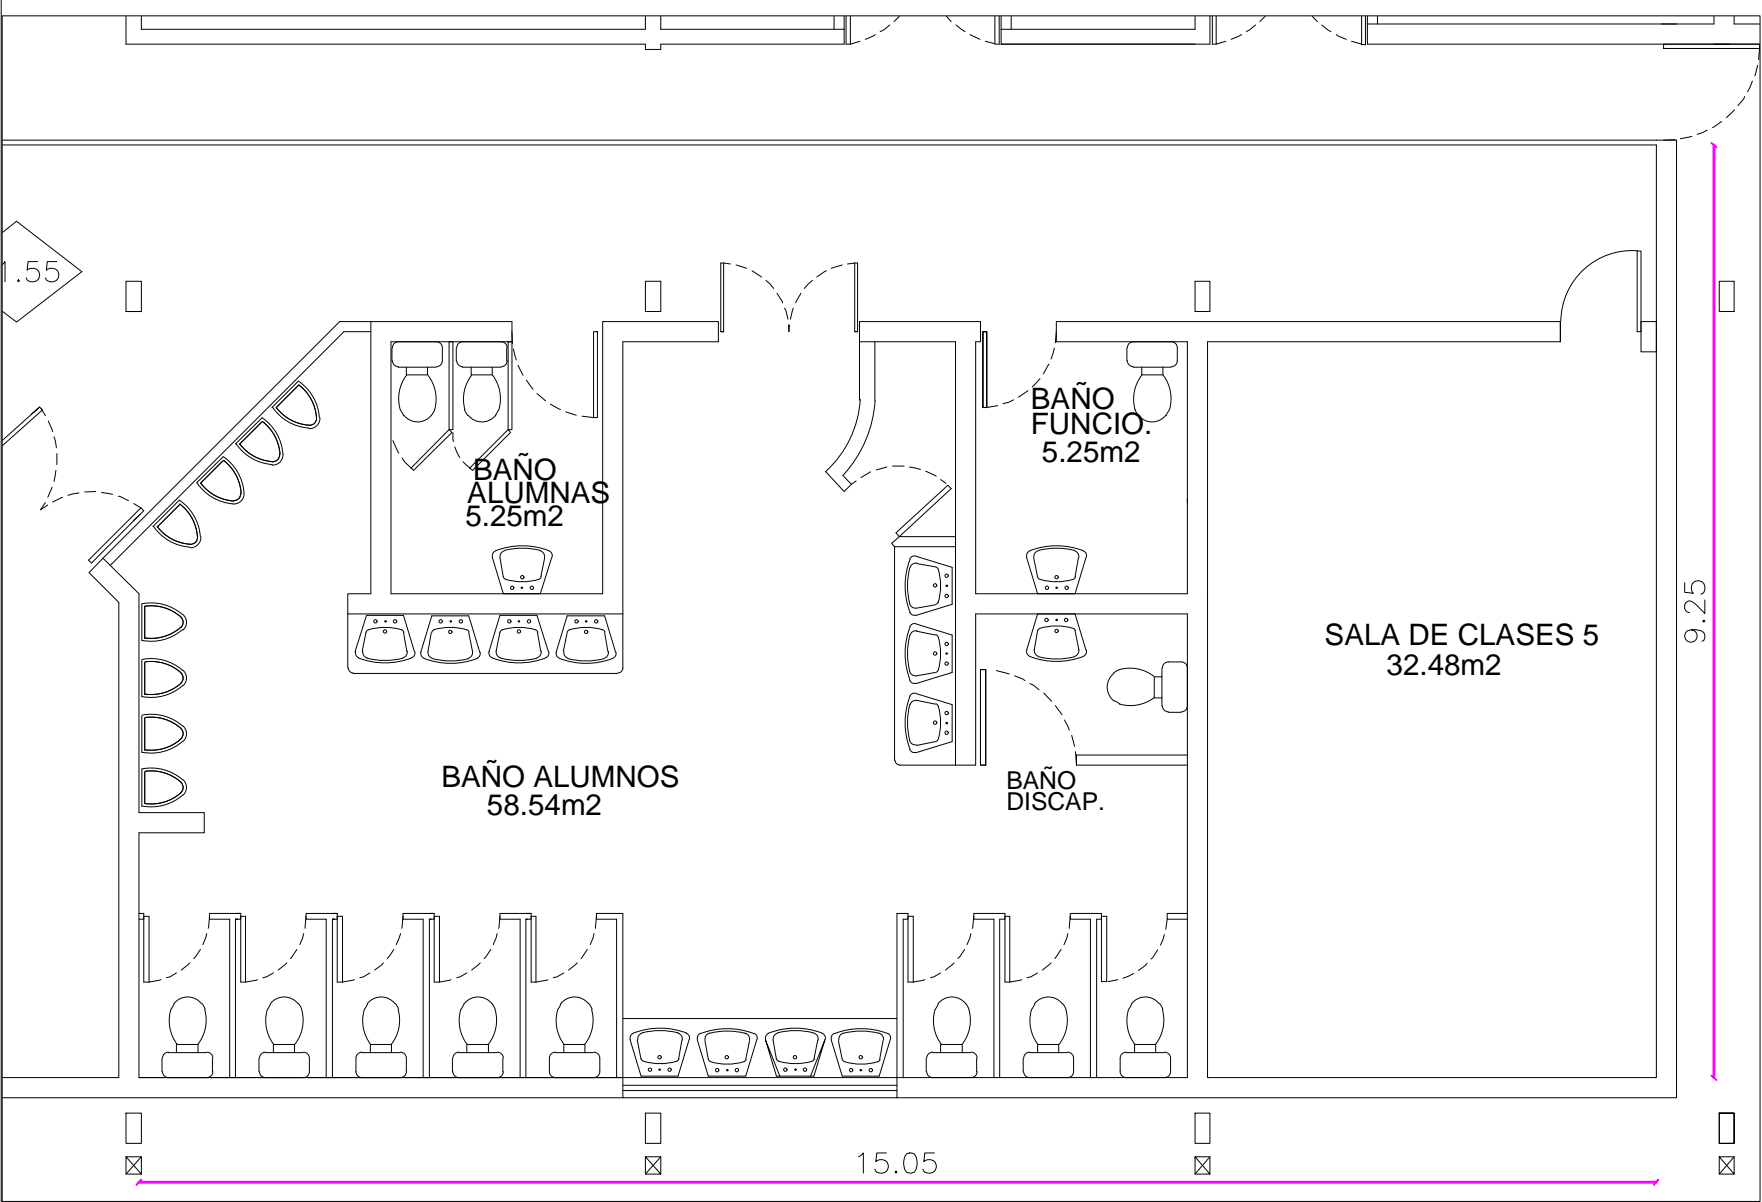 1.55
BAÑO
ALUMNAS
5.25m2
BAÑO
FUNCIO.
5.25m2
SALA DE CLASES 5
32.48m2
9.25
BAÑO ALUMNOS
58.54m2
BAÑO
DISCAP.
15.05